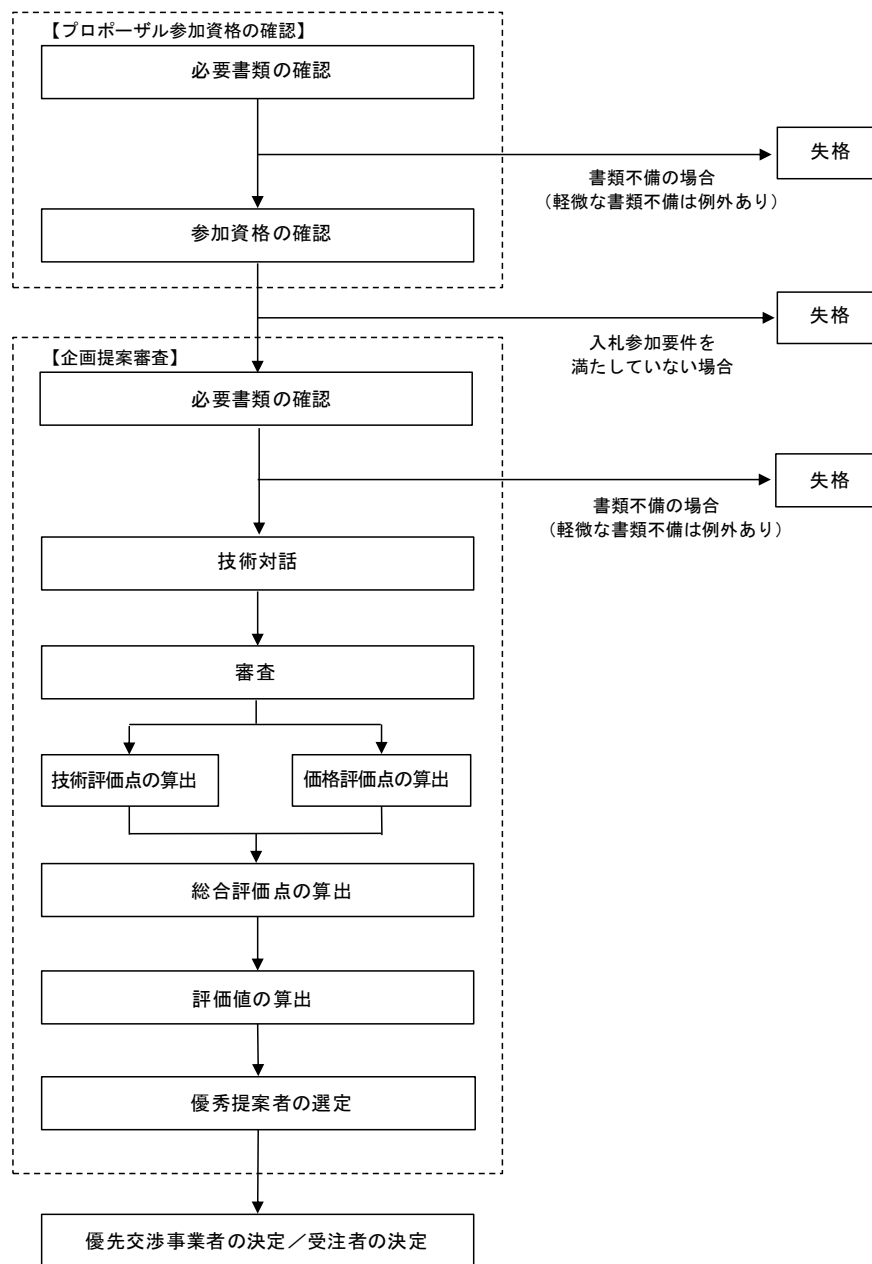 【プロポーザル参加資格の確認】
必要書類の確認
失格
書類不備の場合
（軽微な書類不備は例外あり）
参加資格の確認
失格
入札参加要件を
満たしていない場合
【企画提案審査】
必要書類の確認
失格
書類不備の場合
（軽微な書類不備は例外あり）
技術対話
審査
技術評価点の算出
価格評価点の算出
総合評価点の算出
評価値の算出
優秀提案者の選定
優先交渉事業者の決定／受注者の決定